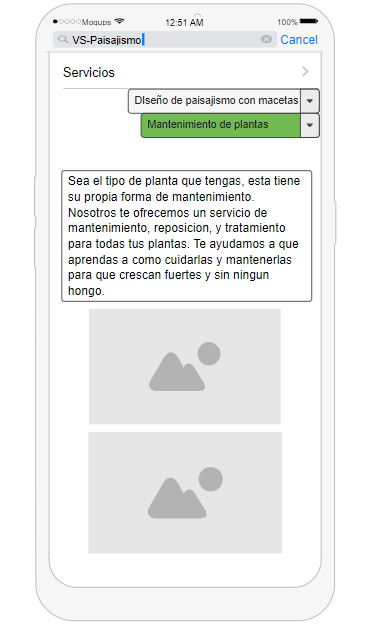 Moqups
12:51 AM
100%
VS-Paisajismo
Cancel
Servicios
DIseño de paisajismo con macetas
Mantenimiento de plantas
Sea el tipo de planta que tengas, esta tiene
su propia forma de mantenimiento.
Nosotros te ofrecemos un servicio de
mantenimiento, reposicion, y tratamiento
para todas tus plantas. Te ayudamos a que
aprendas a como cuidarlas y mantenerlas
para que crescan fuertes y sin ningun
hongo.